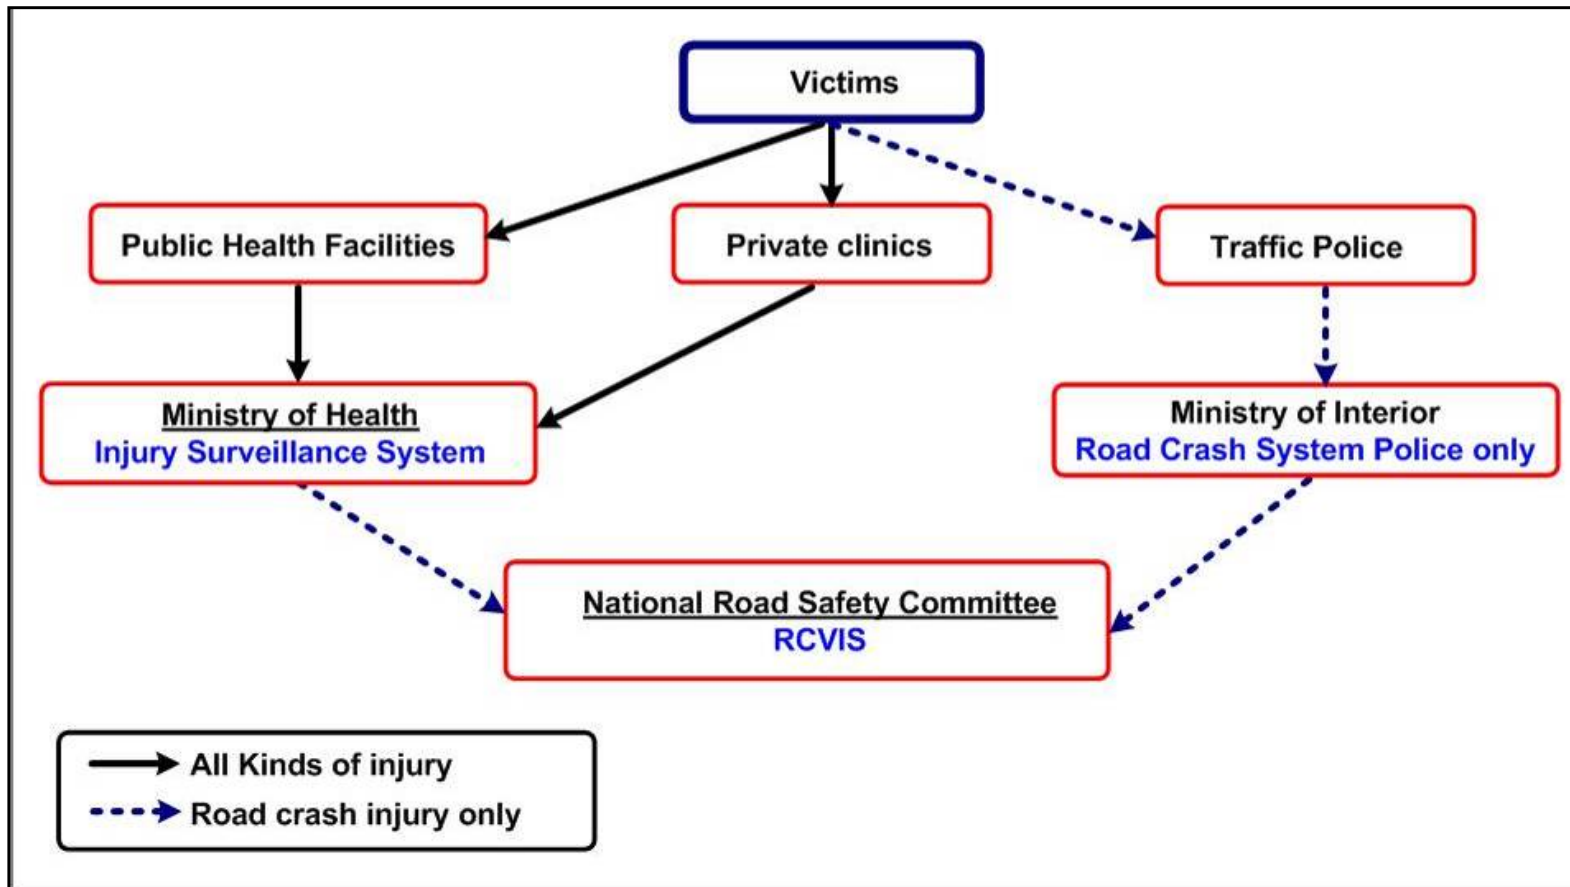 Victims
Public Health Facilities
Private clinics
Traffic Police
Ministry of Health
Injury Surveillance System
Ministry of Interior
Road Crash System Police only
National Road Safety Committee
RCVIS
All Kinds of injury
Road crash injury only